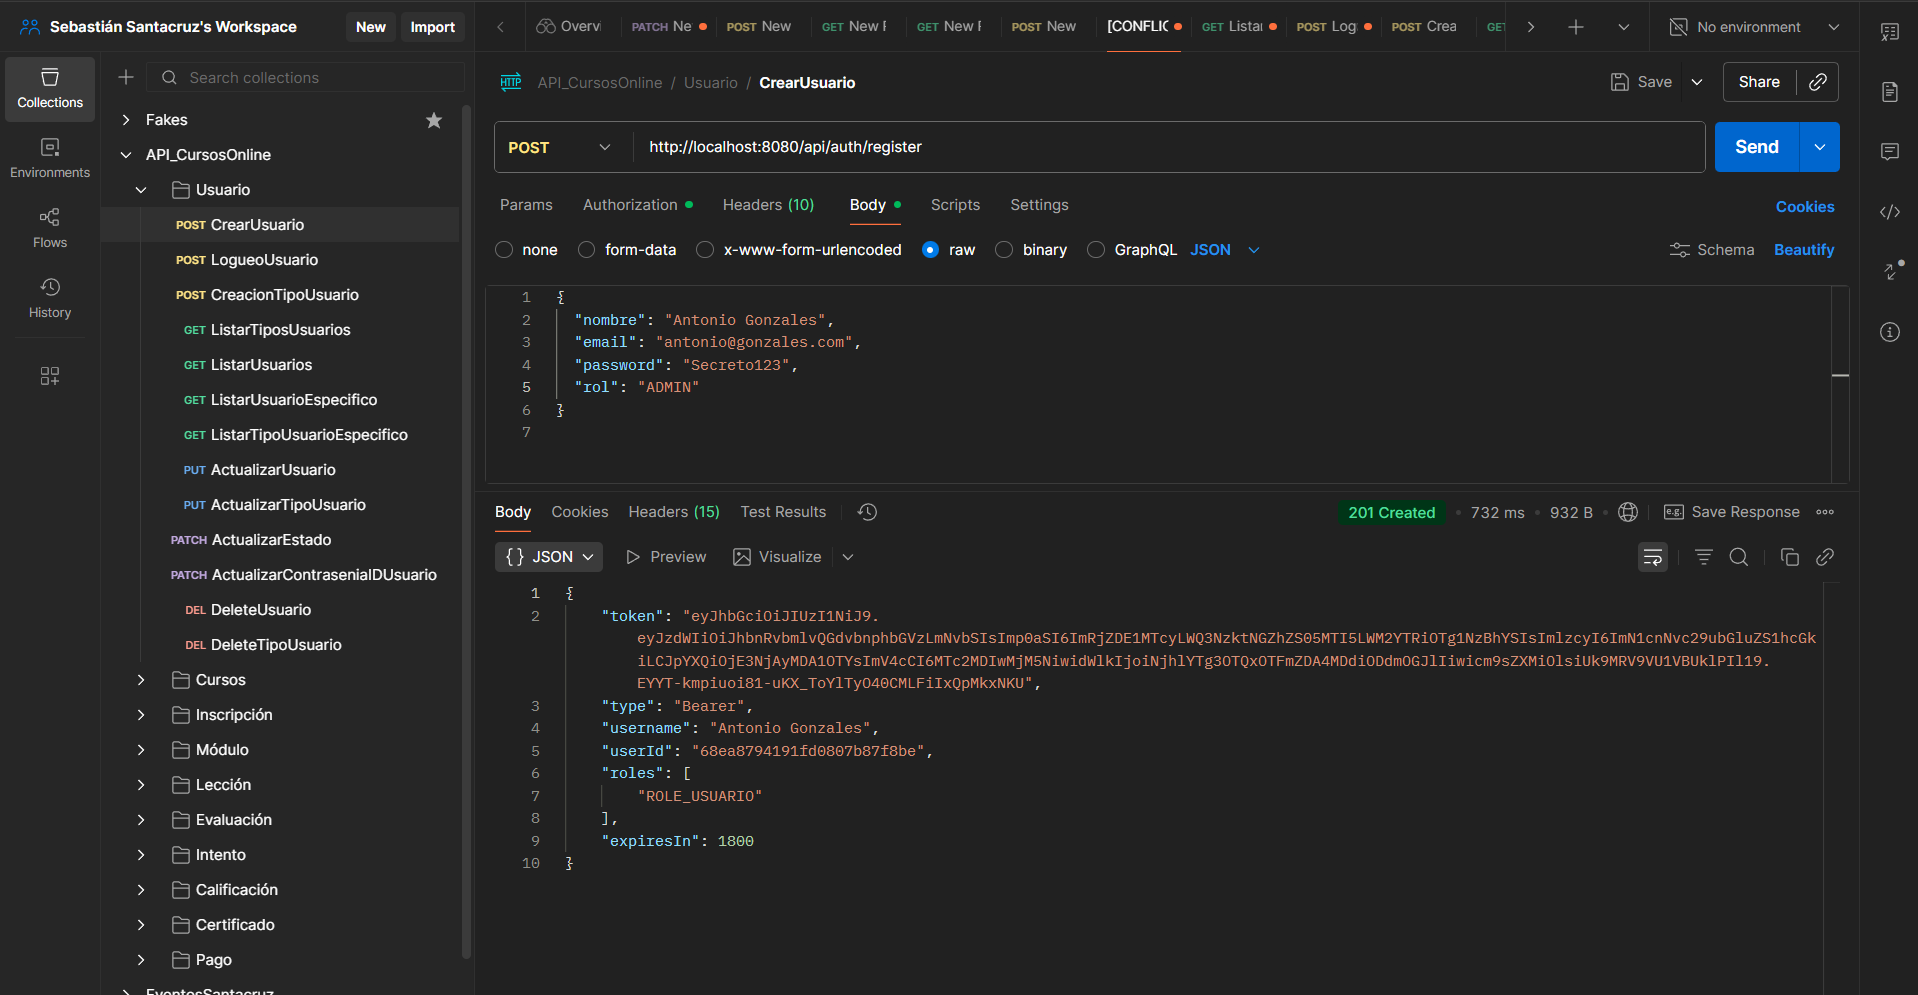 Sebastián Santacruz's Workspace
New
Import
Overvi
PATCH Ne
POST New
GET New F
GET New F
POST New
[CONFLIC
GET Listar
POST Log
POST Crea
GET
No environment
Collections
Environments
Flows
History
Search collections
Fakes
API_CursosOnline
Usuario
POST CrearUsuario
POST LogueoUsuario
POST CreacionTipoUsuario
GET ListarTiposUsuarios
GET ListarUsuarios
GET ListarUsuarioEspecifico
GET ListarTipoUsuarioEspecifico
PUT ActualizarUsuario
PUT ActualizarTipoUsuario
PATCH ActualizarEstado
PATCH ActualizarContraseniaIDUsuario
DEL DeleteUsuario
DEL DeleteTipoUsuario
Cursos
Inscripción
Módulo
Lección
Evaluación
Intento
Calificación
Certificado
Pago
EventosSantacruz
HTTP API_CursosOnline / Usuario / CrearUsuario
Save
Share
POST http://localhost:8080/api/auth/register
Send
Params Authorization Headers (10) Body Scripts Settings
Cookies
none form-data x-www-form-urlencoded raw binary GraphQL JSON
Schema Beautify
1 {
2 "nombre": "Antonio Gonzales",
3 "email": "antonio@gonzales.com",
4 "password": "Secreto123",
5 "rol": "ADMIN"
6 }
7
Body Cookies Headers (15) Test Results
201 Created • 732 ms • 932 B
e.g. Save Response
{} JSON Preview Visualize
1 {
2 "token": "eyJhbGciOiJIUzI1NiJ9.
eyJzdWIiOiJhbnRvbmlvQGdvbnphbGVzLmNvbSIsImp0aSI6ImRjZDE1MTcyLWQ3NzktNGZhZS05MTI5LWM2YTRiOTg1NzBhYSIsImlzcyI6ImN1cnNvc29ubGluZS1hcGk
iLCJpYXQiOjE3NjAyMDA1OTYsImV4cCI6MTc2MDIwMjM5NiwidWlkIjoiNjhlYTg3OTQxOTFmZDA4MDdiODdmOGJlIiwicm9sZXMiOlsiUk9MRV9VU1VBUklPIl19.
EYYT-kmpiuoi81-uKX_ToYlTyO40CMLFiIxQpMkxNKU",
3 "type": "Bearer",
4 "username": "Antonio Gonzales",
5 "userId": "68ea8794191fd0807b87f8be",
6 "roles": [
7 "ROLE_USUARIO"
8 ],
9 "expiresIn": 1800
10 }